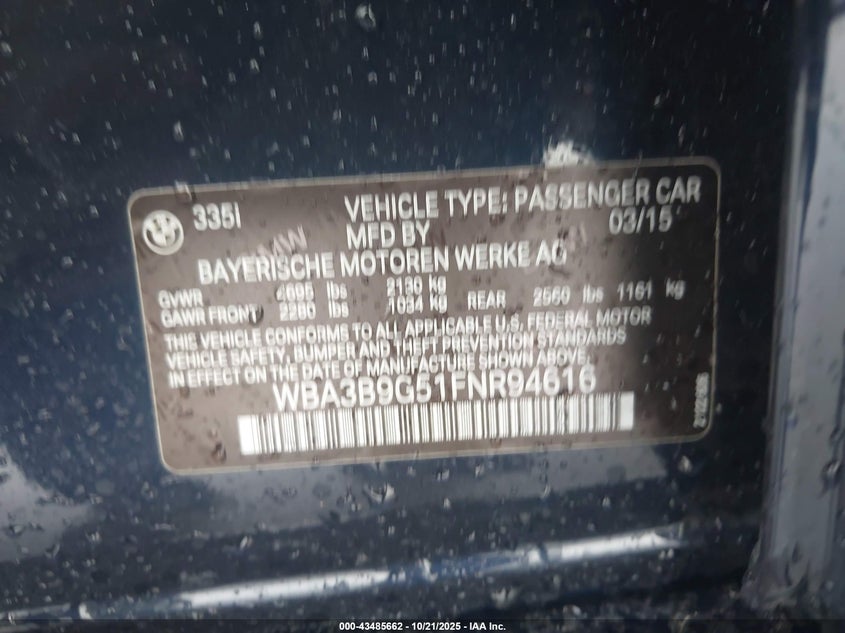 335i VEHICLE TYPE: PASSENGER CAR
MFD BY 03/15
BAYERISCHE MOTOREN WERKE AG
GVWR 4695 lbs 2130 kg
GAWR FRONT 2280 lbs 1034 kg REAR 2560 lbs 1161 kg
THIS VEHICLE CONFORMS TO ALL APPLICABLE U.S. FEDERAL MOTOR
VEHICLE SAFETY, BUMPER AND THEFT PREVENTION STANDARDS
IN EFFECT ON THE DATE OF MANUFACTURE SHOWN ABOVE.
WBA3B9G51FNR94616
000-43485662 - 10/21/2025 - IAA Holdings, LLC.